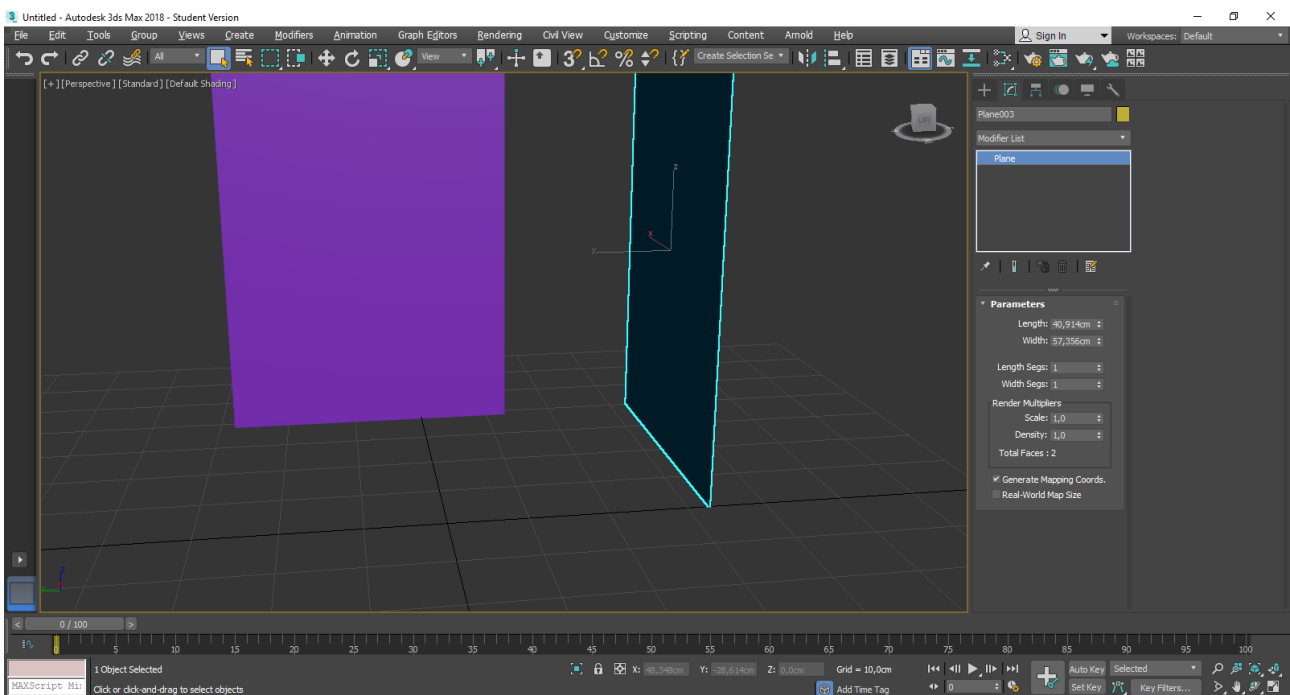 Untitled - Autodesk 3ds Max 2018 - Student Version
File Edit Tools Group Views Create Modifiers Animation Graph Editors Rendering Civil View Customize Scripting Content Arnold Help Sign In Workspaces: Default
All View Create Selection Se
[+] [Perspective] [Standard] [Default Shading]
LEFT
Plane003
Modifier List
Plane
z
x
y
Parameters
Length: 40,914cm
Width: 57,356cm
Length Segs: 1
Width Segs: 1
Render Multipliers
Scale: 1,0
Density: 1,0
Total Faces : 2
Generate Mapping Coords.
Real-World Map Size
z
0 / 100
0 5 10 15 20 25 30 35 40 45 50 55 60 65 70 75 80 85 90 95 100
1 Object Selected X: 48,348cm Y: -28,614cm Z: 0,0cm Grid = 10,0cm Auto Key Selected
MAXScript Mi Click or click-and-drag to select objects Add Time Tag 0 Set Key Key Filters...